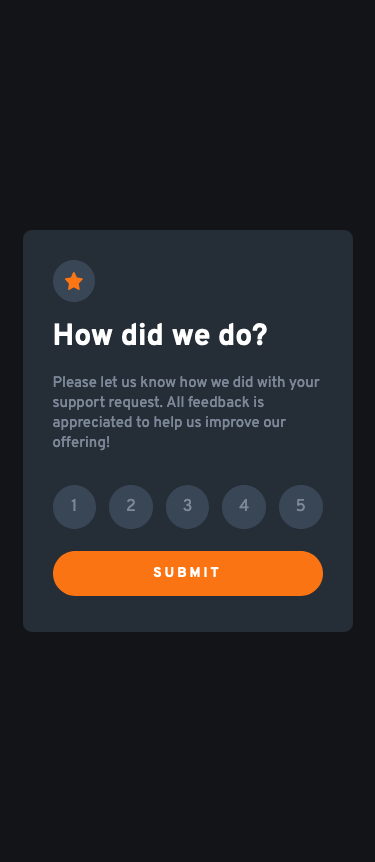 How did we do?
Please let us know how we did with your
support request. All feedback is
appreciated to help us improve our
offering!
1 2 3 4 5
SUBMIT